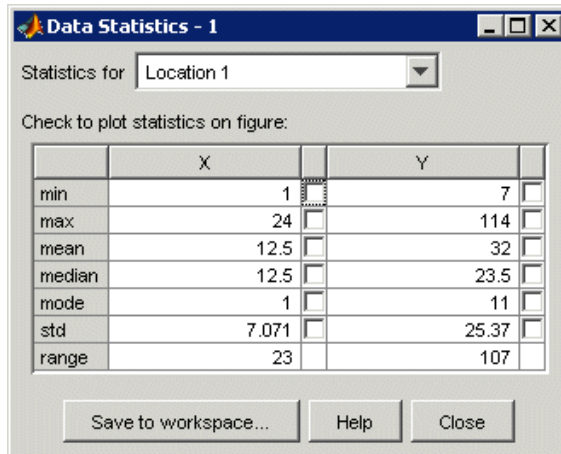 Data Statistics - 1
Statistics for Location 1
Check to plot statistics on figure:
X Y
min 1 7
max 24 114
mean 12.5 32
median 12.5 23.5
mode 1 11
std 7.071 25.37
range 23 107
Save to workspace... Help Close